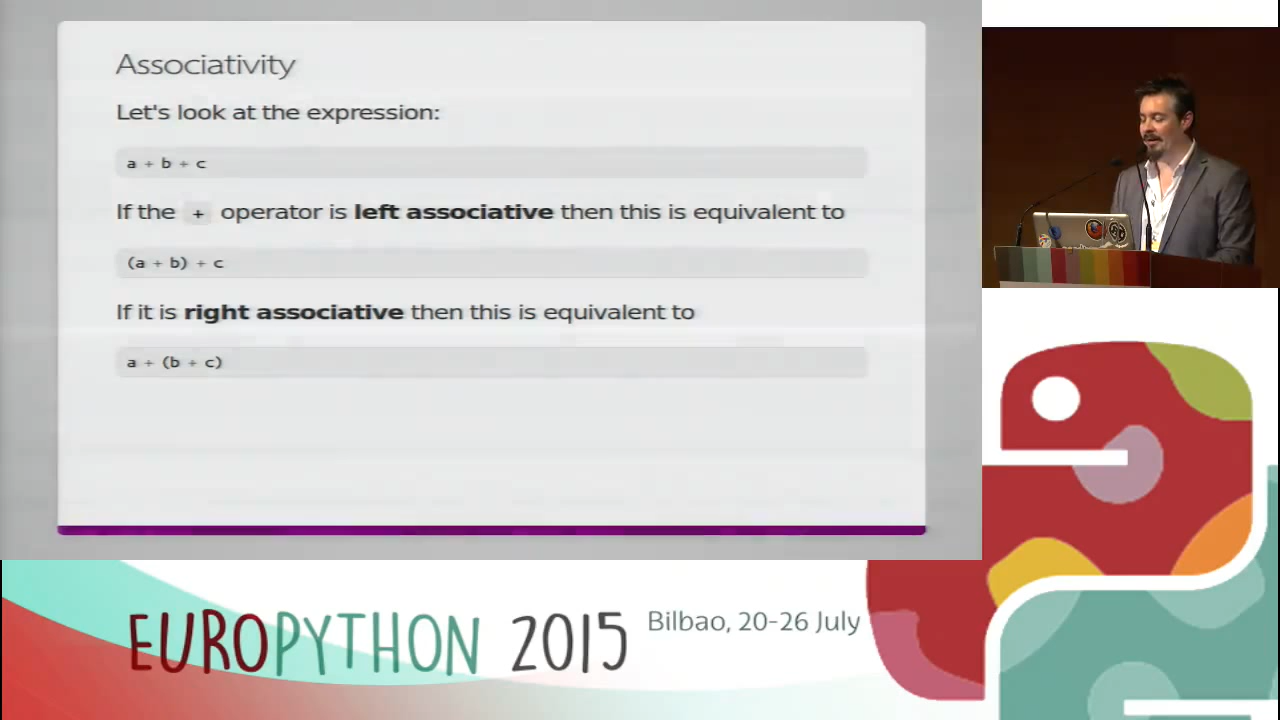 Associativity
Let's look at the expression:
a + b + c
If the + operator is left associative then this is equivalent to
(a + b) + c
If it is right associative then this is equivalent to
a + (b + c)
EUROPYTHON 2015 Bilbao, 20-26 July